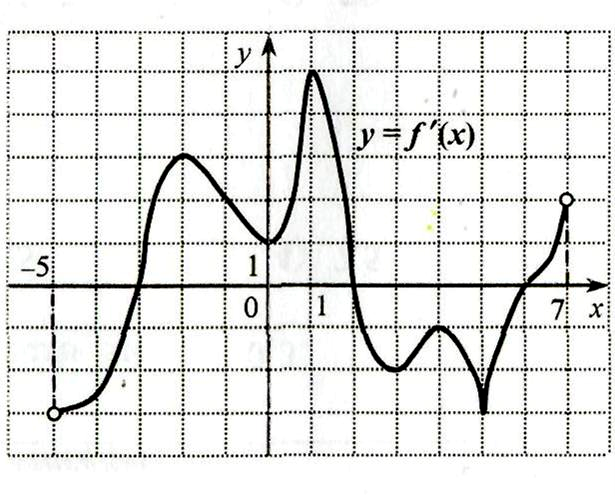 y
y = f′(x)
–5
1
0
1
7
x